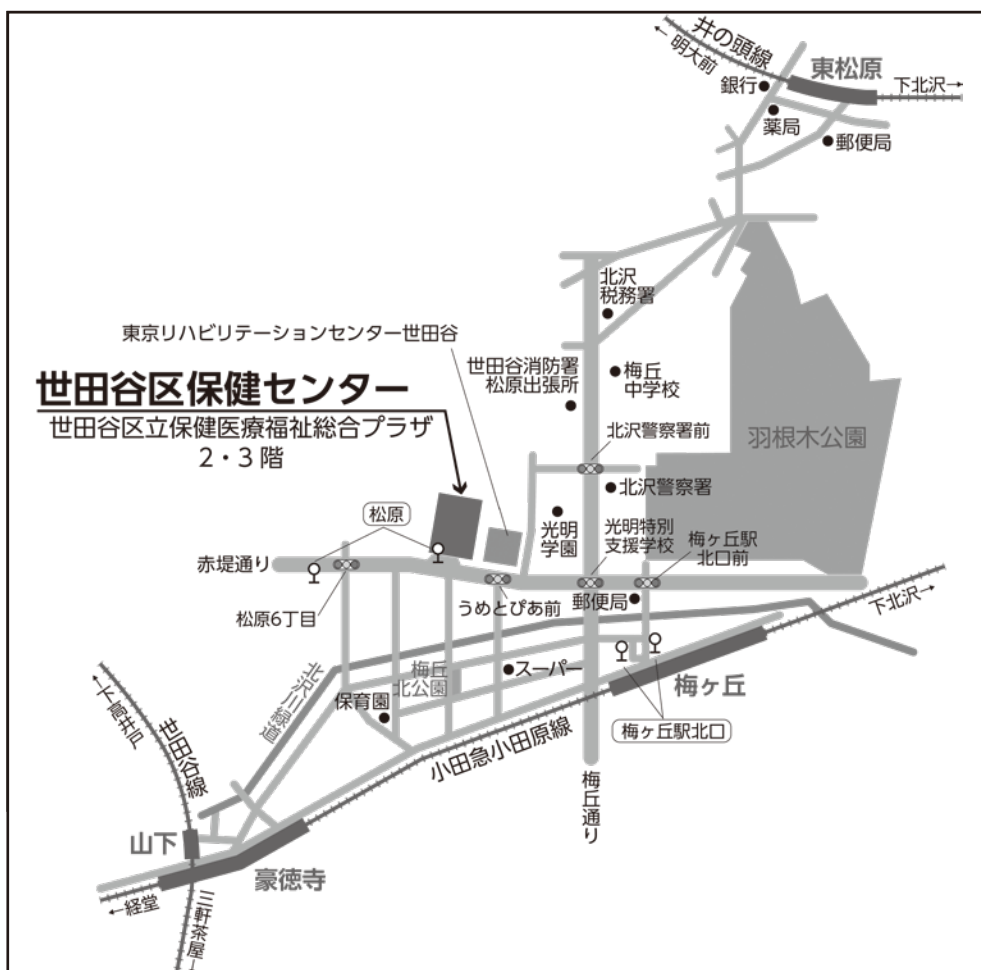 井の頭線
←明大前
東松原
下北沢→
銀行
薬局
郵便局
北沢
税務署
東京リハビリテーションセンター世田谷
世田谷消防署
松原出張所
梅丘
中学校
世田谷区保健センター
世田谷区立保健医療福祉総合プラザ
2・3階
北沢警察署前
羽根木公園
北沢警察署
松原
光明
学園
光明特別
支援学校
梅ヶ丘駅
北口前
赤堤通り
松原6丁目
うめとぴあ前
郵便局
下北沢→
北沢川緑道
梅丘
北公園
スーパー
梅ヶ丘
保育園
梅ヶ丘駅北口
小田急小田原線
梅丘通り
←下高井戸
世田谷線
山下
豪徳寺
←経堂
三軒茶屋→